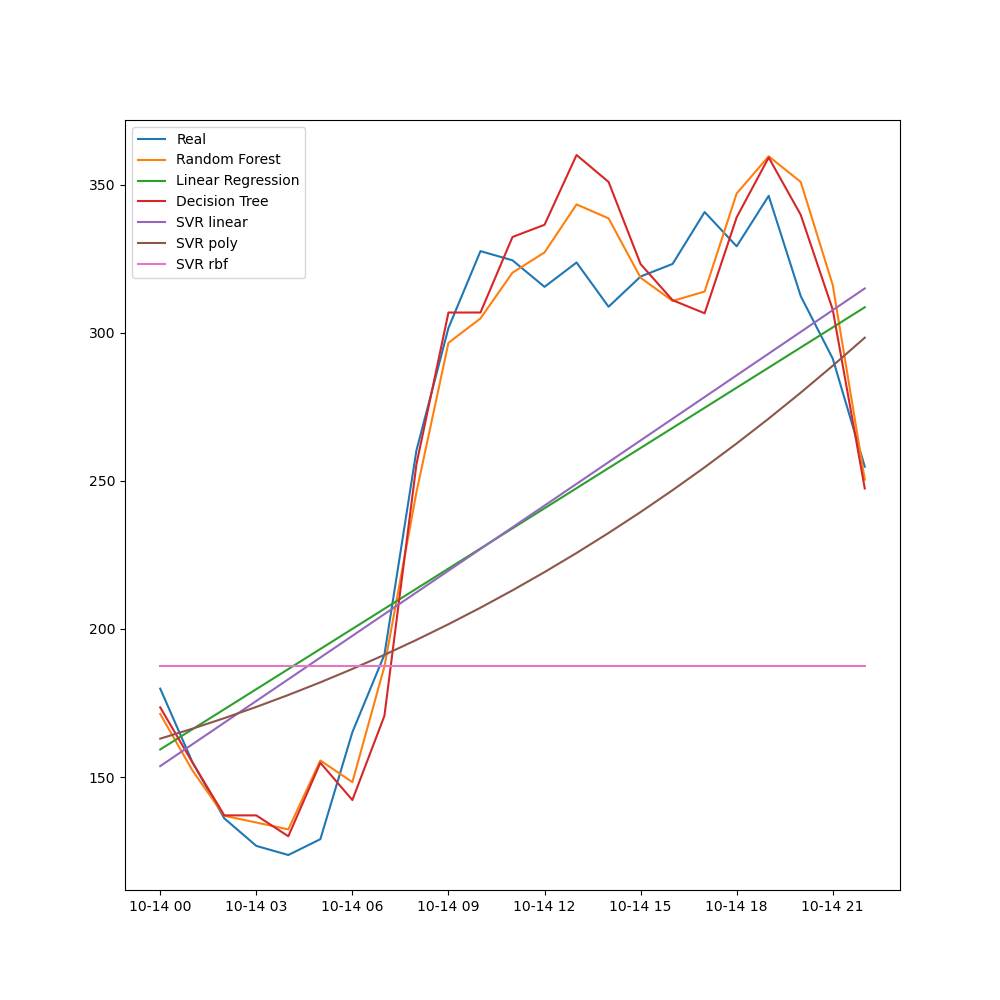 Real
Random Forest
Linear Regression
Decision Tree
SVR linear
SVR poly
SVR rbf
350
300
250
200
150
10-14 00 10-14 03 10-14 06 10-14 09 10-14 12 10-14 15 10-14 18 10-14 21